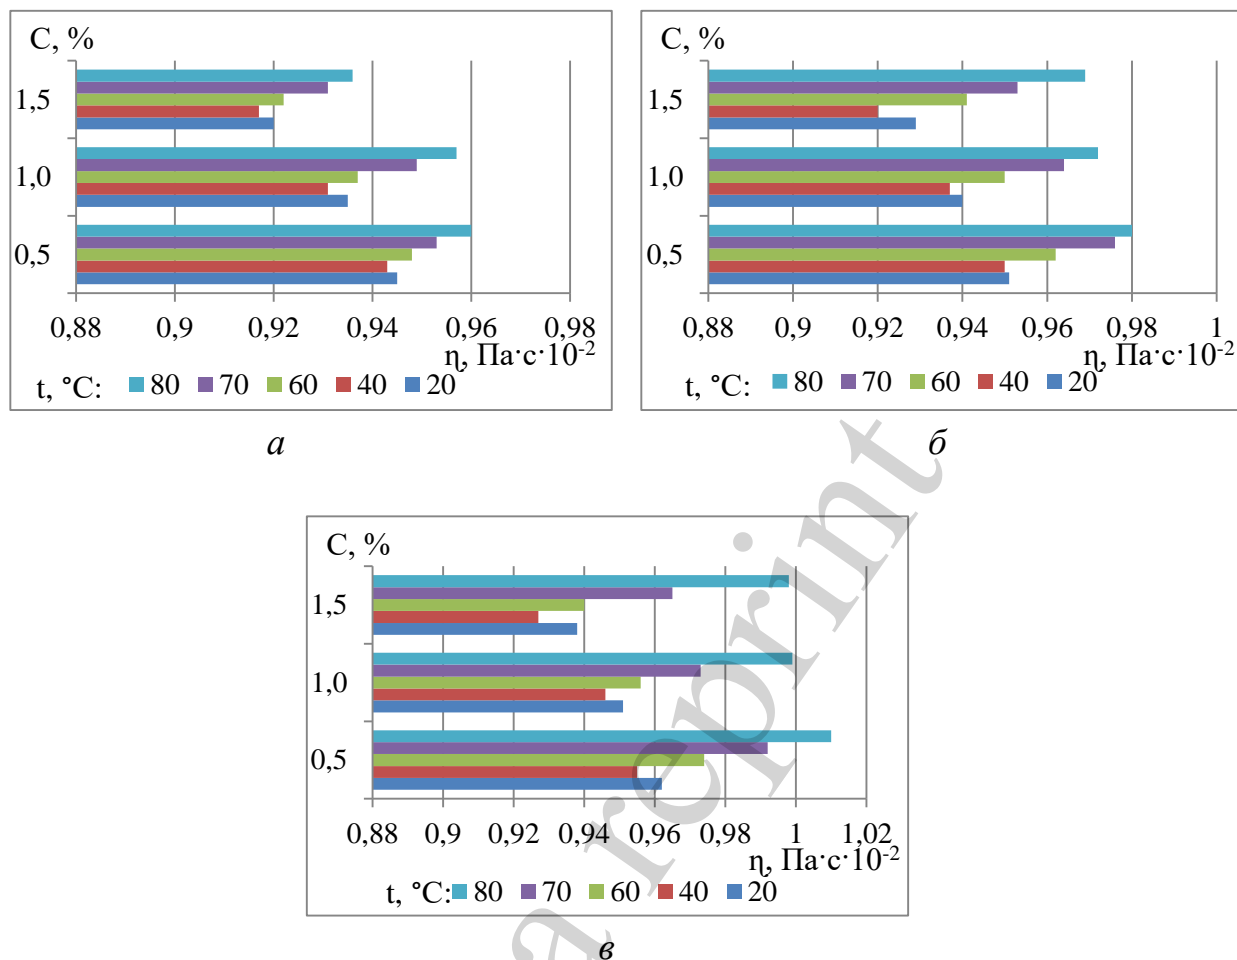 С, %
1,5
1,0
0,5
0,88 0,9 0,92 0,94 0,96 0,98
η, Па·с·10⁻²
t, °C: 80 70 60 40 20
а
С, %
1,5
1,0
0,5
0,88 0,9 0,92 0,94 0,96 0,98 1
η, Па·с·10⁻²
t, °C: 80 70 60 40 20
б
С, %
1,5
1,0
0,5
0,88 0,9 0,92 0,94 0,96 0,98 1 1,02
η, Па·с·10⁻²
t, °C: 80 70 60 40 20
в
a reprint